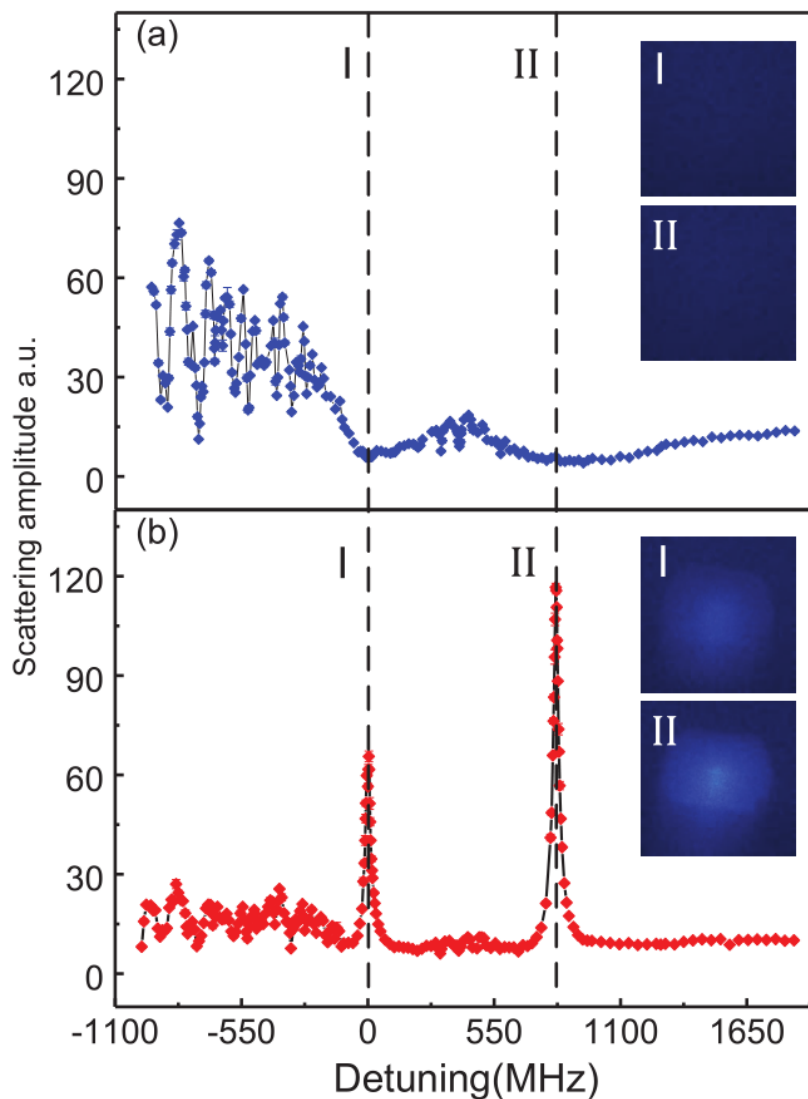 (a)
I
II
I
II
120
90
60
30
0
Scattering amplitude a.u.
(b)
I
II
I
II
120
90
60
30
0
-1100
-550
0
550
1100
1650
Detuning(MHz)